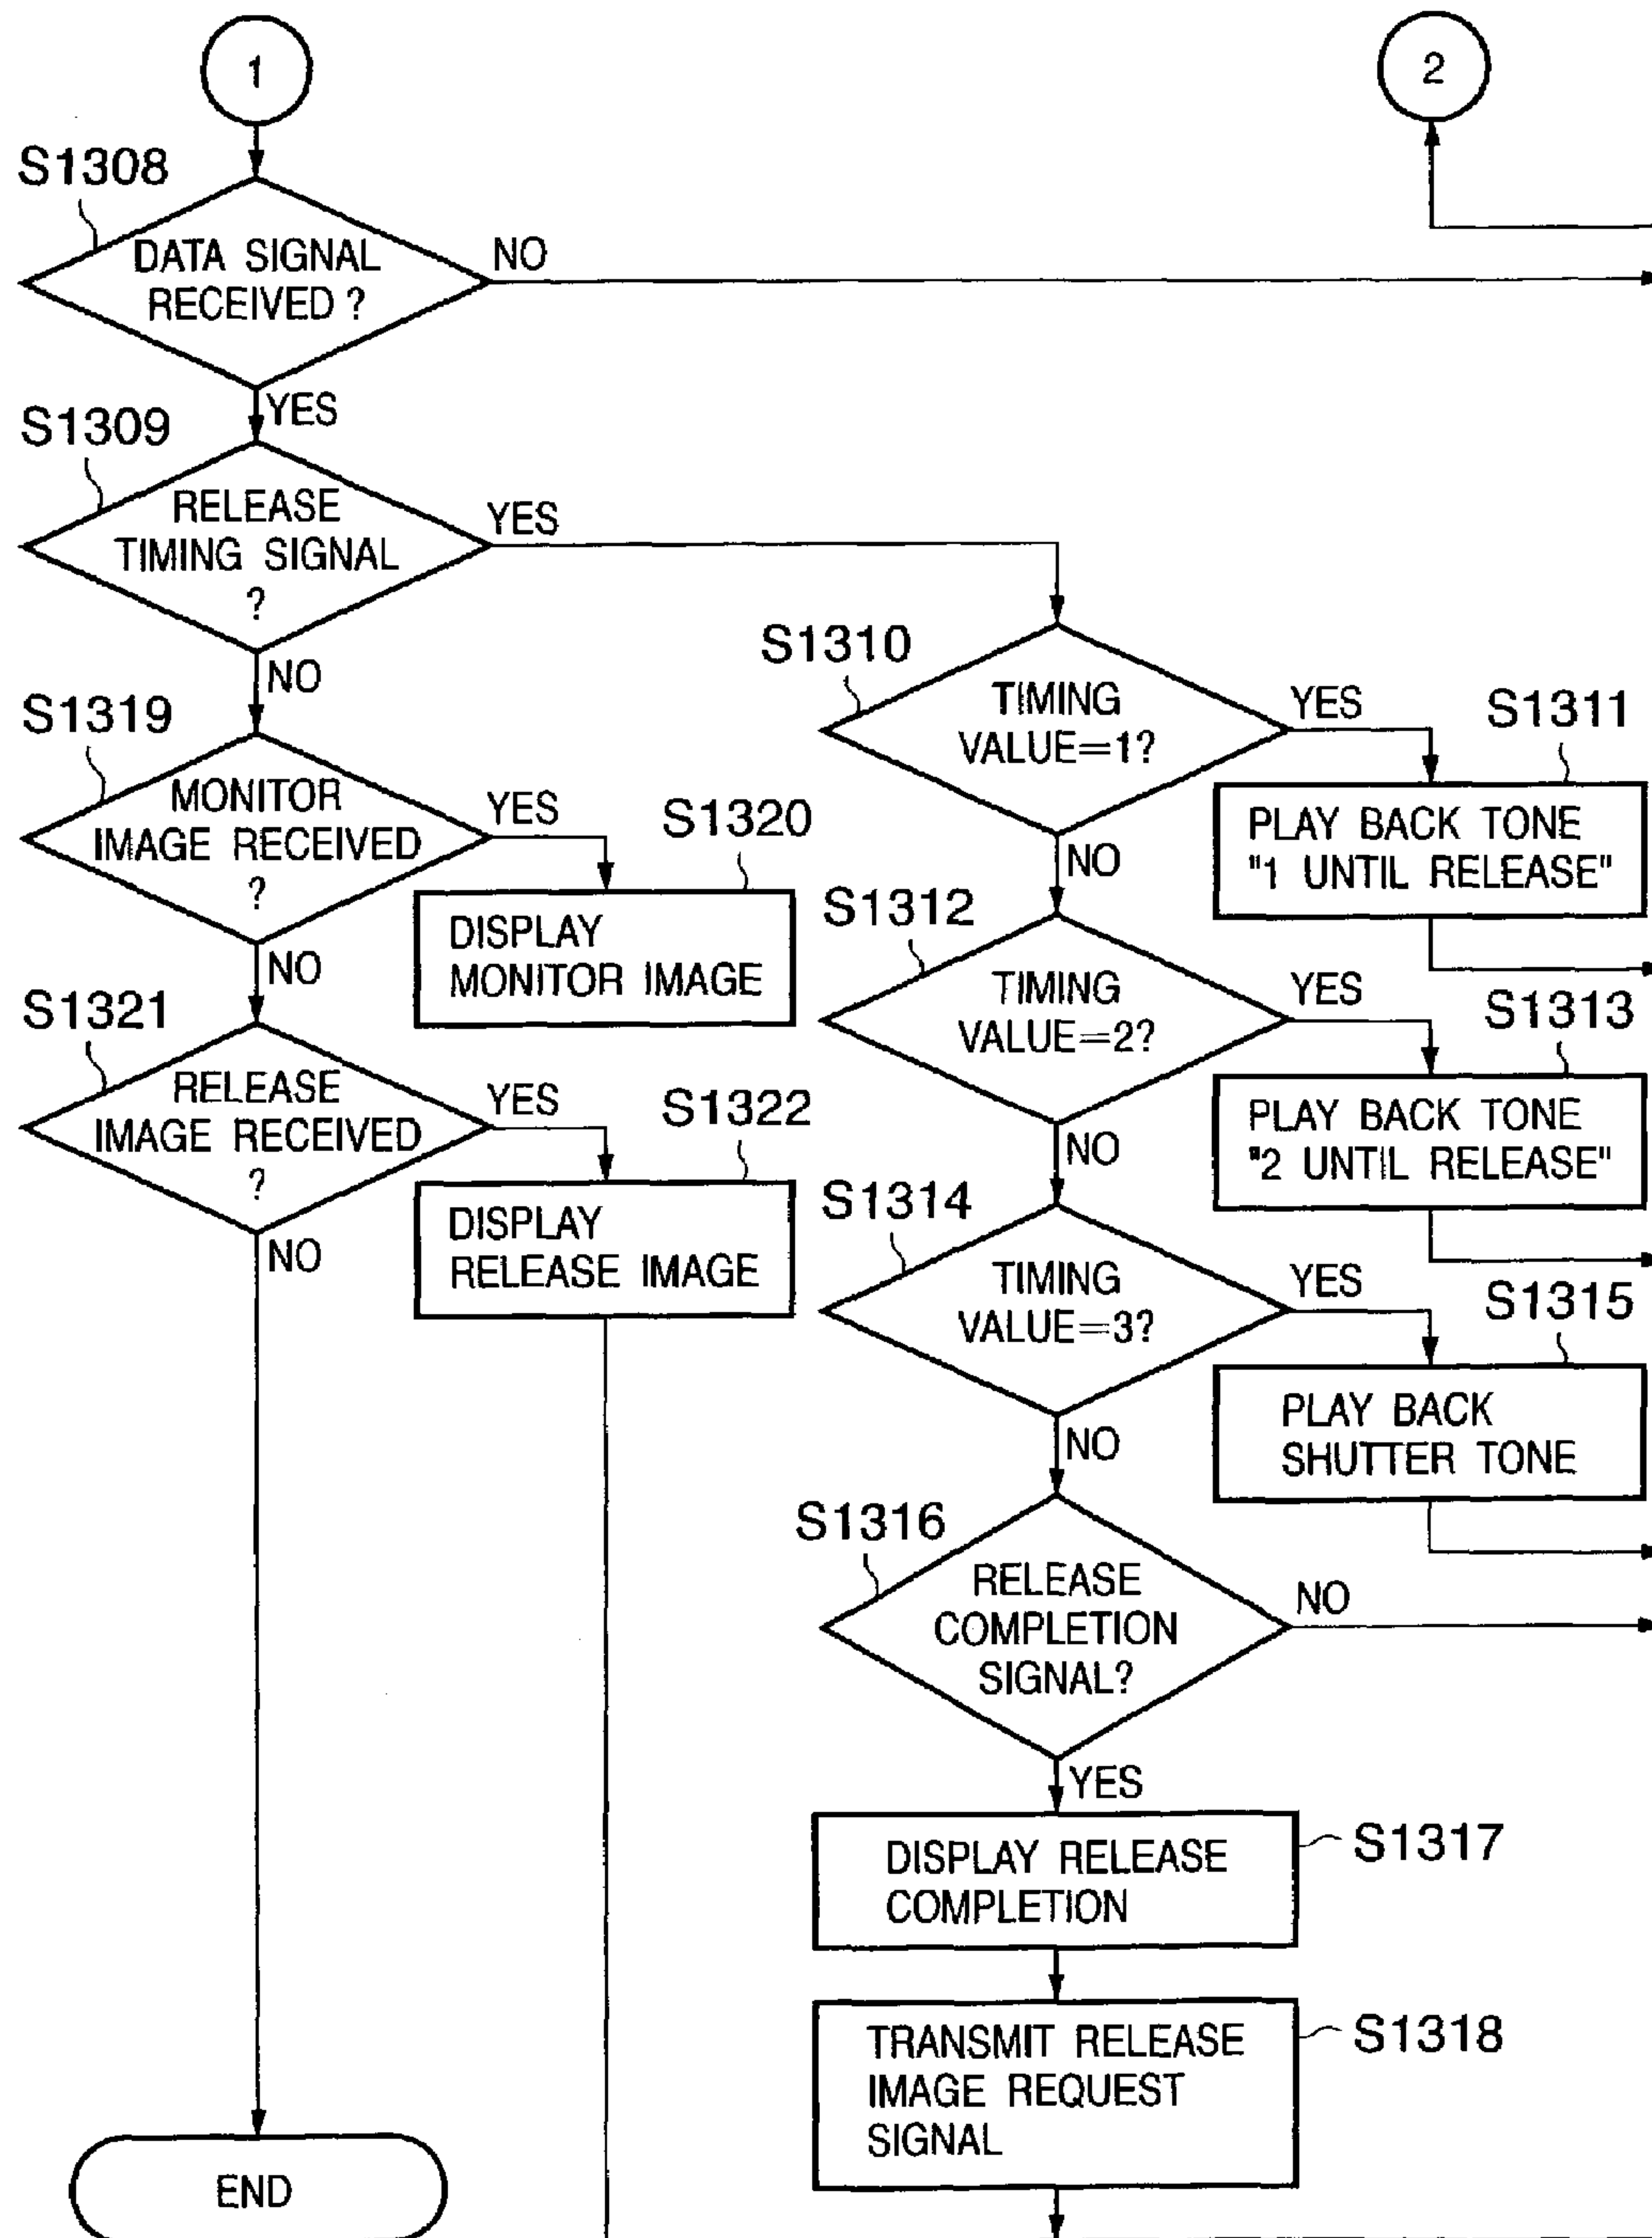 1
2
S1308
DATA SIGNAL
RECEIVED ?
NO
YES
S1309
RELEASE
TIMING SIGNAL
?
YES
NO
S1319
MONITOR
IMAGE RECEIVED
?
YES
S1320
DISPLAY
MONITOR IMAGE
NO
S1321
RELEASE
IMAGE RECEIVED
?
YES
S1322
DISPLAY
RELEASE IMAGE
NO
END
S1310
TIMING
VALUE=1?
YES
S1311
PLAY BACK TONE
"1 UNTIL RELEASE"
NO
S1312
TIMING
VALUE=2?
YES
S1313
PLAY BACK TONE
"2 UNTIL RELEASE"
NO
S1314
TIMING
VALUE=3?
YES
S1315
PLAY BACK
SHUTTER TONE
NO
S1316
RELEASE
COMPLETION
SIGNAL?
NO
YES
DISPLAY RELEASE
COMPLETION
S1317
TRANSMIT RELEASE
IMAGE REQUEST
SIGNAL
S1318